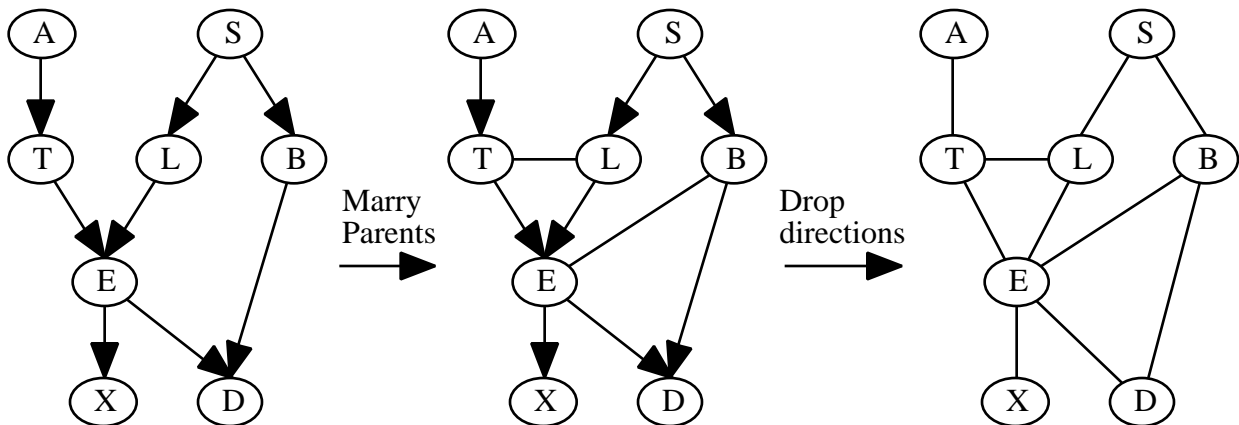 A S A S A S
T L B T L B T L B
Marry
Parents
Drop
directions
E E E
X D X D X D